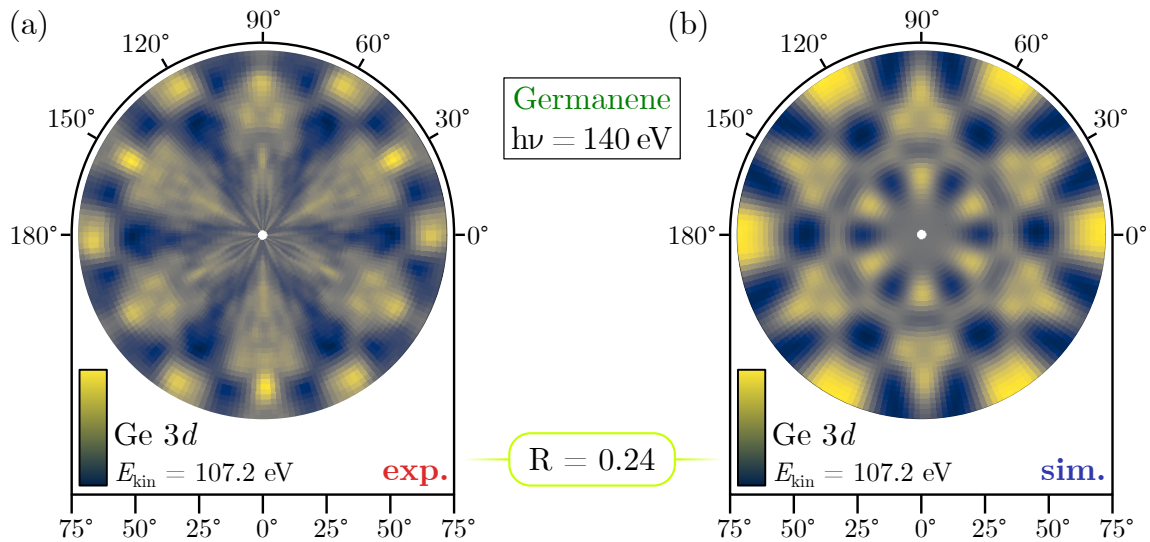 (a)
90°
120°
60°
150°
30°
180°
0°
Ge 3d
E_kin = 107.2 eV
exp.
75°
50°
25°
0°
25°
50°
75°
Germanene
hν = 140 eV
R = 0.24
(b)
90°
120°
60°
150°
30°
180°
0°
Ge 3d
E_kin = 107.2 eV
sim.
75°
50°
25°
0°
25°
50°
75°